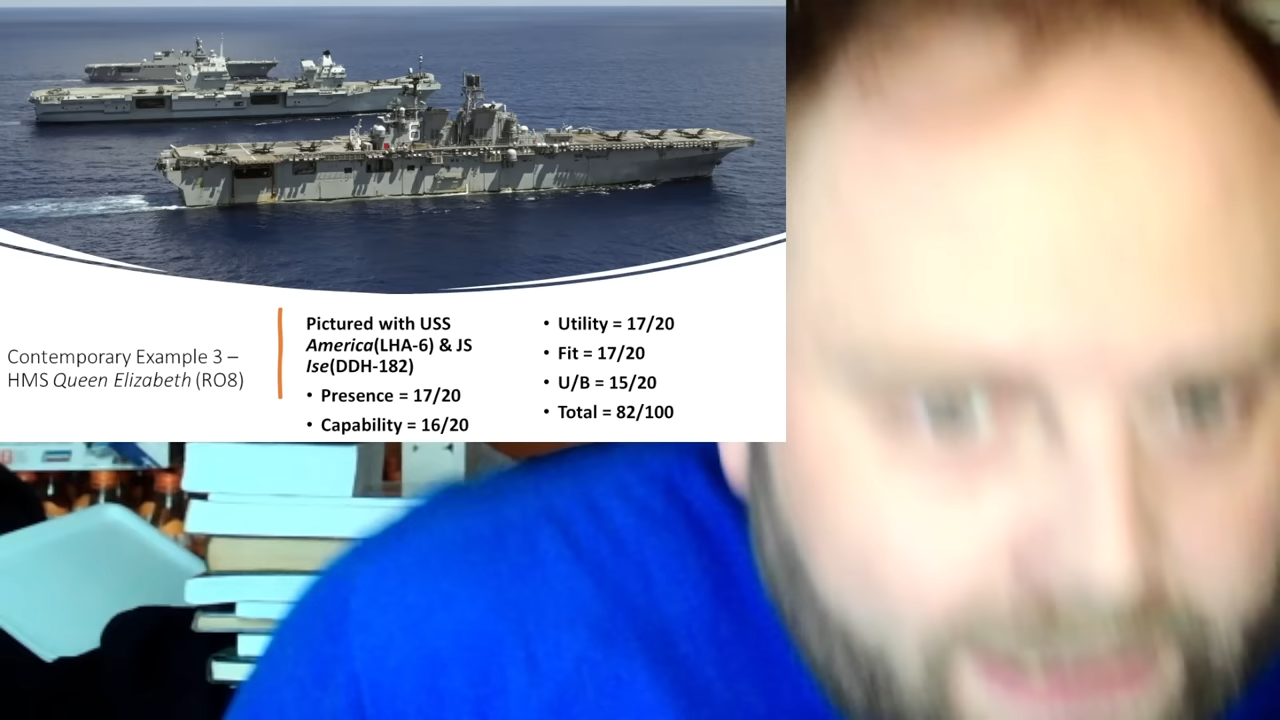 Contemporary Example 3 –
HMS Queen Elizabeth (RO8)
Pictured with USS
America(LHA-6) & JS
Ise(DDH-182)
• Presence = 17/20
• Capability = 16/20
• Utility = 17/20
• Fit = 17/20
• U/B = 15/20
• Total = 82/100